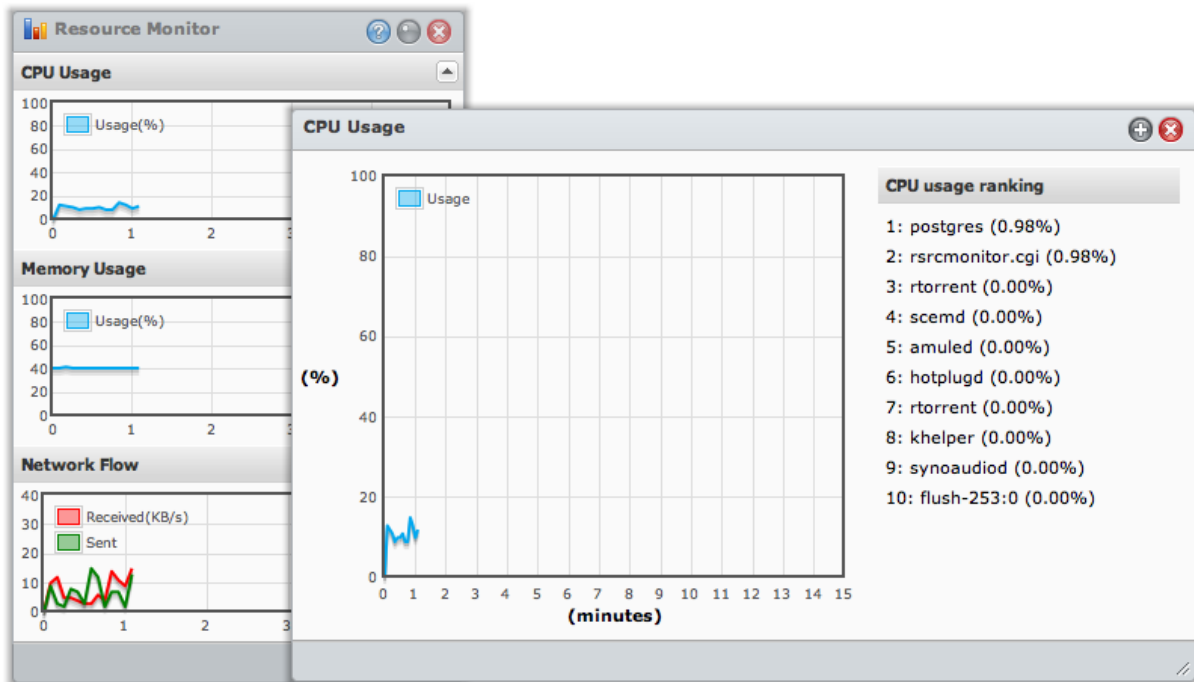 Resource Monitor
CPU Usage
100
80
60
40
20
0
Usage(%)
0 1 2 3
Memory Usage
100
80
60
40
20
0
Usage(%)
0 1 2 3
Network Flow
40
30
20
10
0
Received(KB/s)
Sent
0 1 2 3
CPU Usage
(%)
100
80
60
40
20
0
Usage
0 1 2 3 4 5 6 7 8 9 10 11 12 13 14 15
(minutes)
CPU usage ranking
1: postgres (0.98%)
2: rsrcmonitor.cgi (0.98%)
3: rtorrent (0.00%)
4: scemd (0.00%)
5: amuled (0.00%)
6: hotplugd (0.00%)
7: rtorrent (0.00%)
8: khelper (0.00%)
9: synoaudiod (0.00%)
10: flush-253:0 (0.00%)